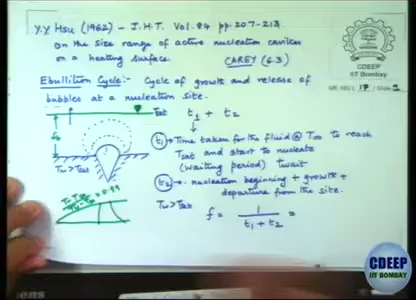 Y.Y Hsu (1962) - J.H.T. Vol. 84 pp. 207-213
On the size range of active nucleation cavities
on a heating surface. CAREY (6.3)
CDEEP
IIT Bombay
Ebullition Cycle:- Cycle of growth and release of
bubbles at a nucleation site.
Tsat t1 + t2
t1 → Time taken for the fluid @ T∞ to reach
Tsat and start to nucleate
(Waiting period) twait
Tw > Tsat
t2 → nucleation beginning + growth +
departure from the site.
= 0.99
Tw > Tsat f = 1 / (t1 + t2) =
CDEEP
IIT BOMBAY